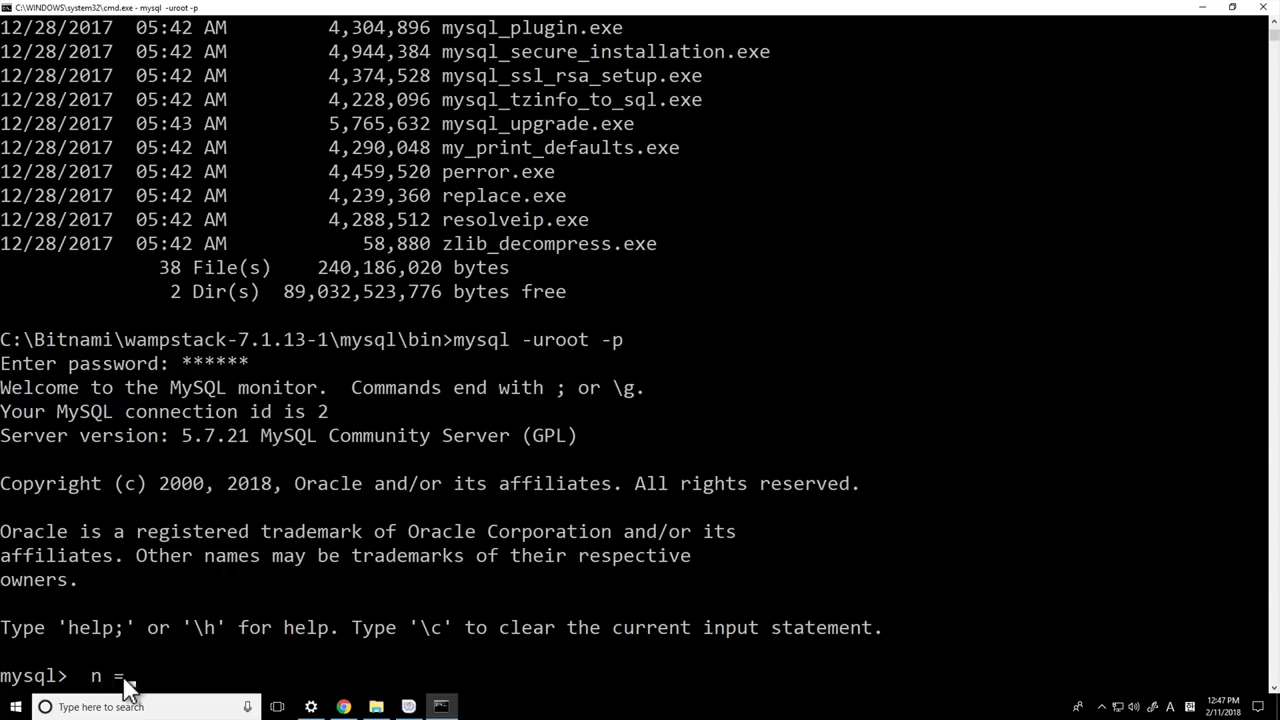 C:\WINDOWS\system32\cmd.exe - mysql -uroot -p
12/28/2017  05:42 AM         4,304,896 mysql_plugin.exe
12/28/2017  05:42 AM         4,944,384 mysql_secure_installation.exe
12/28/2017  05:42 AM         4,374,528 mysql_ssl_rsa_setup.exe
12/28/2017  05:42 AM         4,228,096 mysql_tzinfo_to_sql.exe
12/28/2017  05:43 AM         5,765,632 mysql_upgrade.exe
12/28/2017  05:42 AM         4,290,048 my_print_defaults.exe
12/28/2017  05:42 AM         4,459,520 perror.exe
12/28/2017  05:42 AM         4,239,360 replace.exe
12/28/2017  05:42 AM         4,288,512 resolveip.exe
12/28/2017  05:42 AM            58,880 zlib_decompress.exe
38 File(s)    240,186,020 bytes
2 Dir(s)  89,032,523,776 bytes free
C:\Bitnami\wampstack-7.1.13-1\mysql\bin>mysql -uroot -p
Enter password: ******
Welcome to the MySQL monitor.  Commands end with ; or \g.
Your MySQL connection id is 2
Server version: 5.7.21 MySQL Community Server (GPL)
Copyright (c) 2000, 2018, Oracle and/or its affiliates. All rights reserved.
Oracle is a registered trademark of Oracle Corporation and/or its
affiliates. Other names may be trademarks of their respective
owners.
Type 'help;' or '\h' for help. Type '\c' to clear the current input statement.
mysql>  n =
Type here to search
A
12:47 PM
2/11/2018